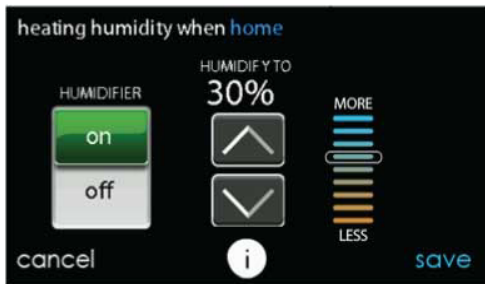 heating humidity when home
HUMIDIFIER
on
off
HUMIDIFY TO
30%
MORE
LESS
cancel
i
save